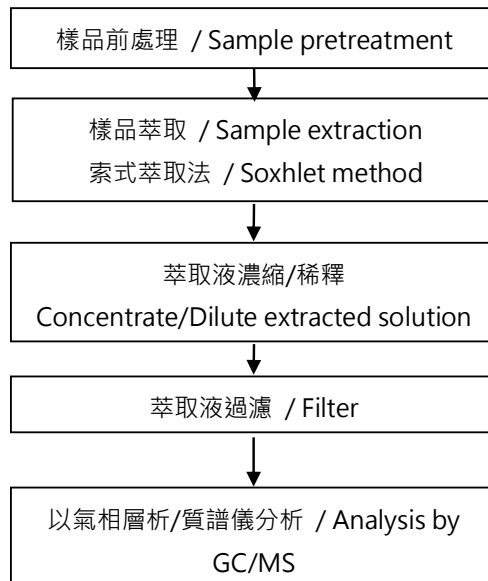 樣品前處理 / Sample pretreatment
樣品萃取 / Sample extraction
索式萃取法 / Soxhlet method
萃取液濃縮/稀釋
Concentrate/Dilute extracted solution
萃取液過濾 / Filter
以氣相層析/質譜儀分析 / Analysis by
GC/MS